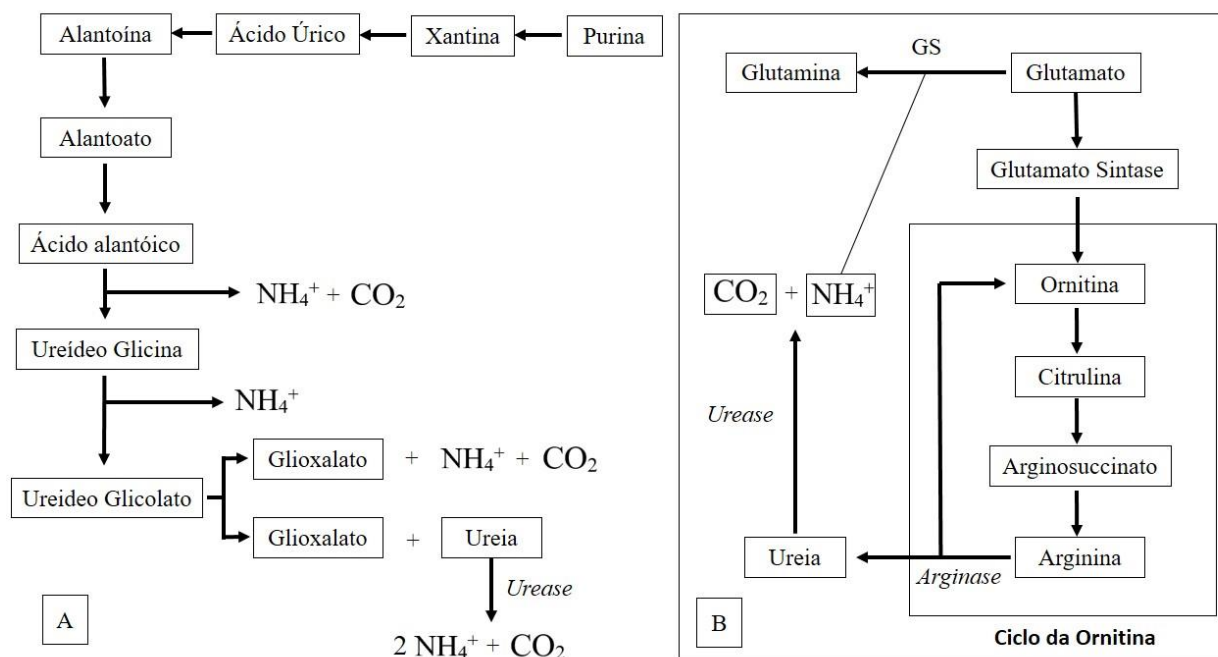 Alantoína
Ácido Úrico
Xantina
Purina
Alantoato
Ácido alantóico
NH₄⁺ + CO₂
Ureídeo Glicina
NH₄⁺
Ureideo Glicolato
Glioxalato + NH₄⁺ + CO₂
Glioxalato + Ureia
Urease
2 NH₄⁺ + CO₂
A
GS
Glutamina
Glutamato
Glutamato Sintase
CO₂ + NH₄⁺
Ornitina
Citrulina
Urease
Arginosuccinato
Ureia
Arginase
Arginina
B
Ciclo da Ornitina